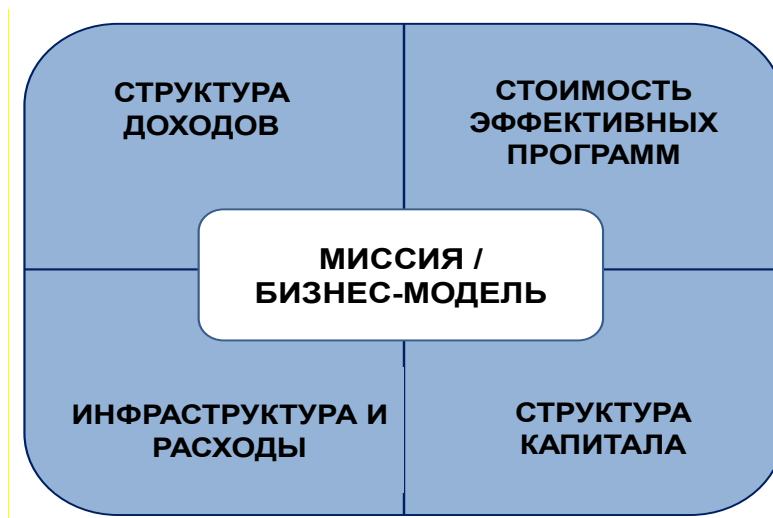 СТРУКТУРА
ДОХОДОВ
СТОИМОСТЬ
ЭФФЕКТИВНЫХ
ПРОГРАММ
МИССИЯ /
БИЗНЕС-МОДЕЛЬ
ИНФРАСТРУКТУРА И
РАСХОДЫ
СТРУКТУРА
КАПИТАЛА